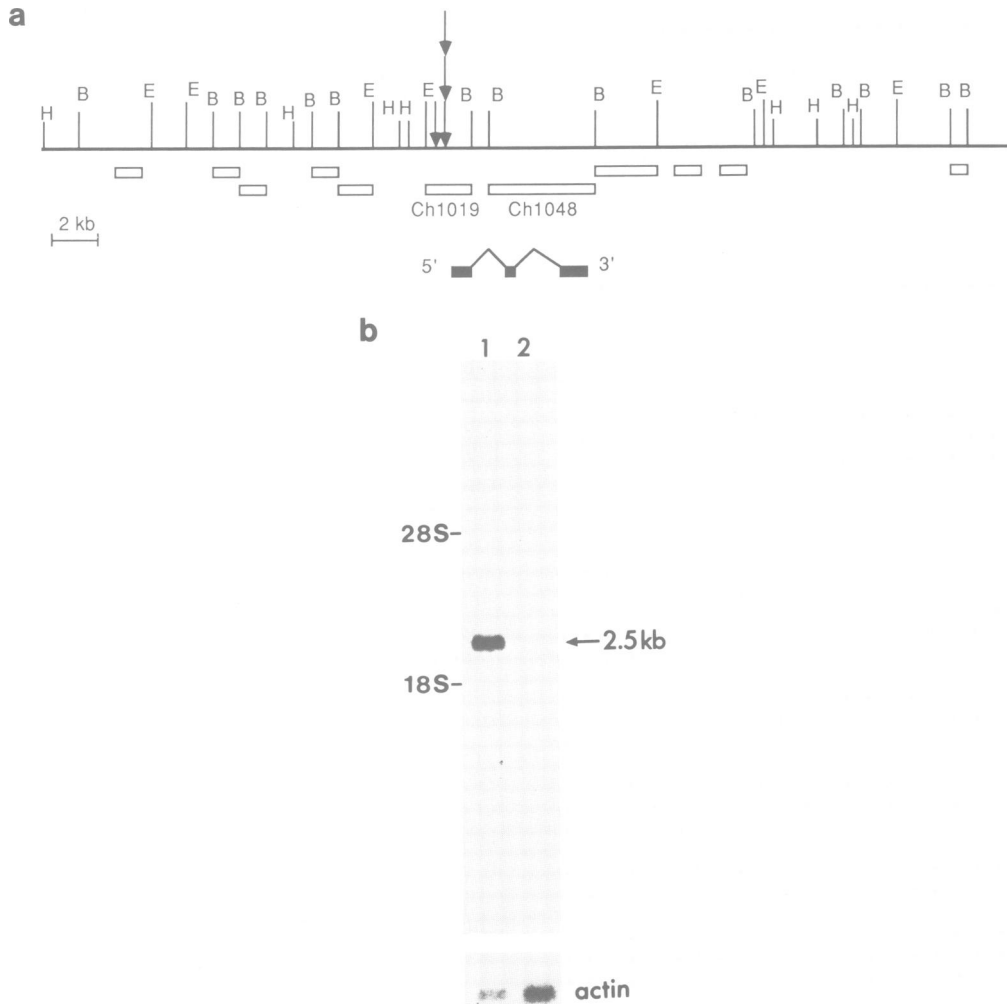 a
H B E E B B B H B B E H H E B B B E B E H H B H B E B B
Ch1019 Ch1048
2 kb
5' 3'
b
1 2
28S-
←2.5kb
18S-
actin